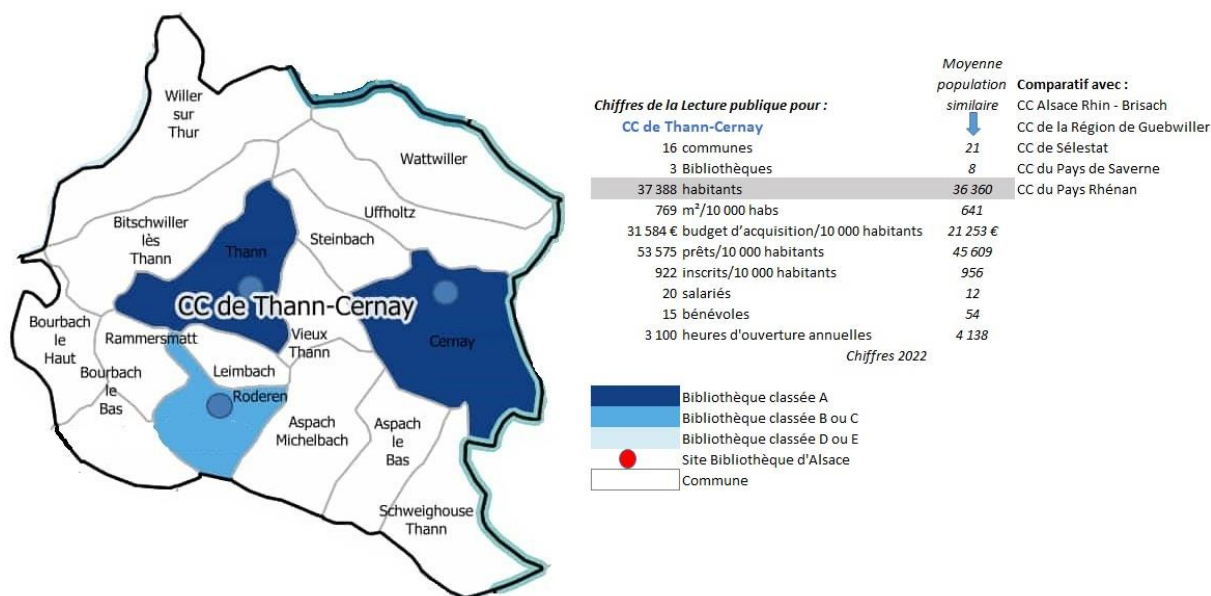 Willer
sur
Thur
Wattwiller
Uffholtz
Bitschwiller
lès
Thann
Thann
Steinbach
CC de Thann-Cernay
Cernay
Bourbach
le
Haut
Rammersmatt
Vieux
Thann
Bourbach
le
Bas
Leimbach
Roderen
Aspach
Michelbach
Aspach
le
Bas
Schweighouse
Thann
Moyenne
population
similaire
Comparatif avec :
Chiffres de la Lecture publique pour :
CC Alsace Rhin - Brisach
CC de Thann-Cernay
CC de la Région de Guebwiller
16 communes 21 CC de Sélestat
3 Bibliothèques 8 CC du Pays de Saverne
37 388 habitants 36 360 CC du Pays Rhénan
769 m²/10 000 habs 641
31 584 € budget d'acquisition/10 000 habitants 21 253 €
53 575 prêts/10 000 habitants 45 609
922 inscrits/10 000 habitants 956
20 salariés 12
15 bénévoles 54
3 100 heures d'ouverture annuelles 4 138
Chiffres 2022
Bibliothèque classée A
Bibliothèque classée B ou C
Bibliothèque classée D ou E
Site Bibliothèque d'Alsace
Commune